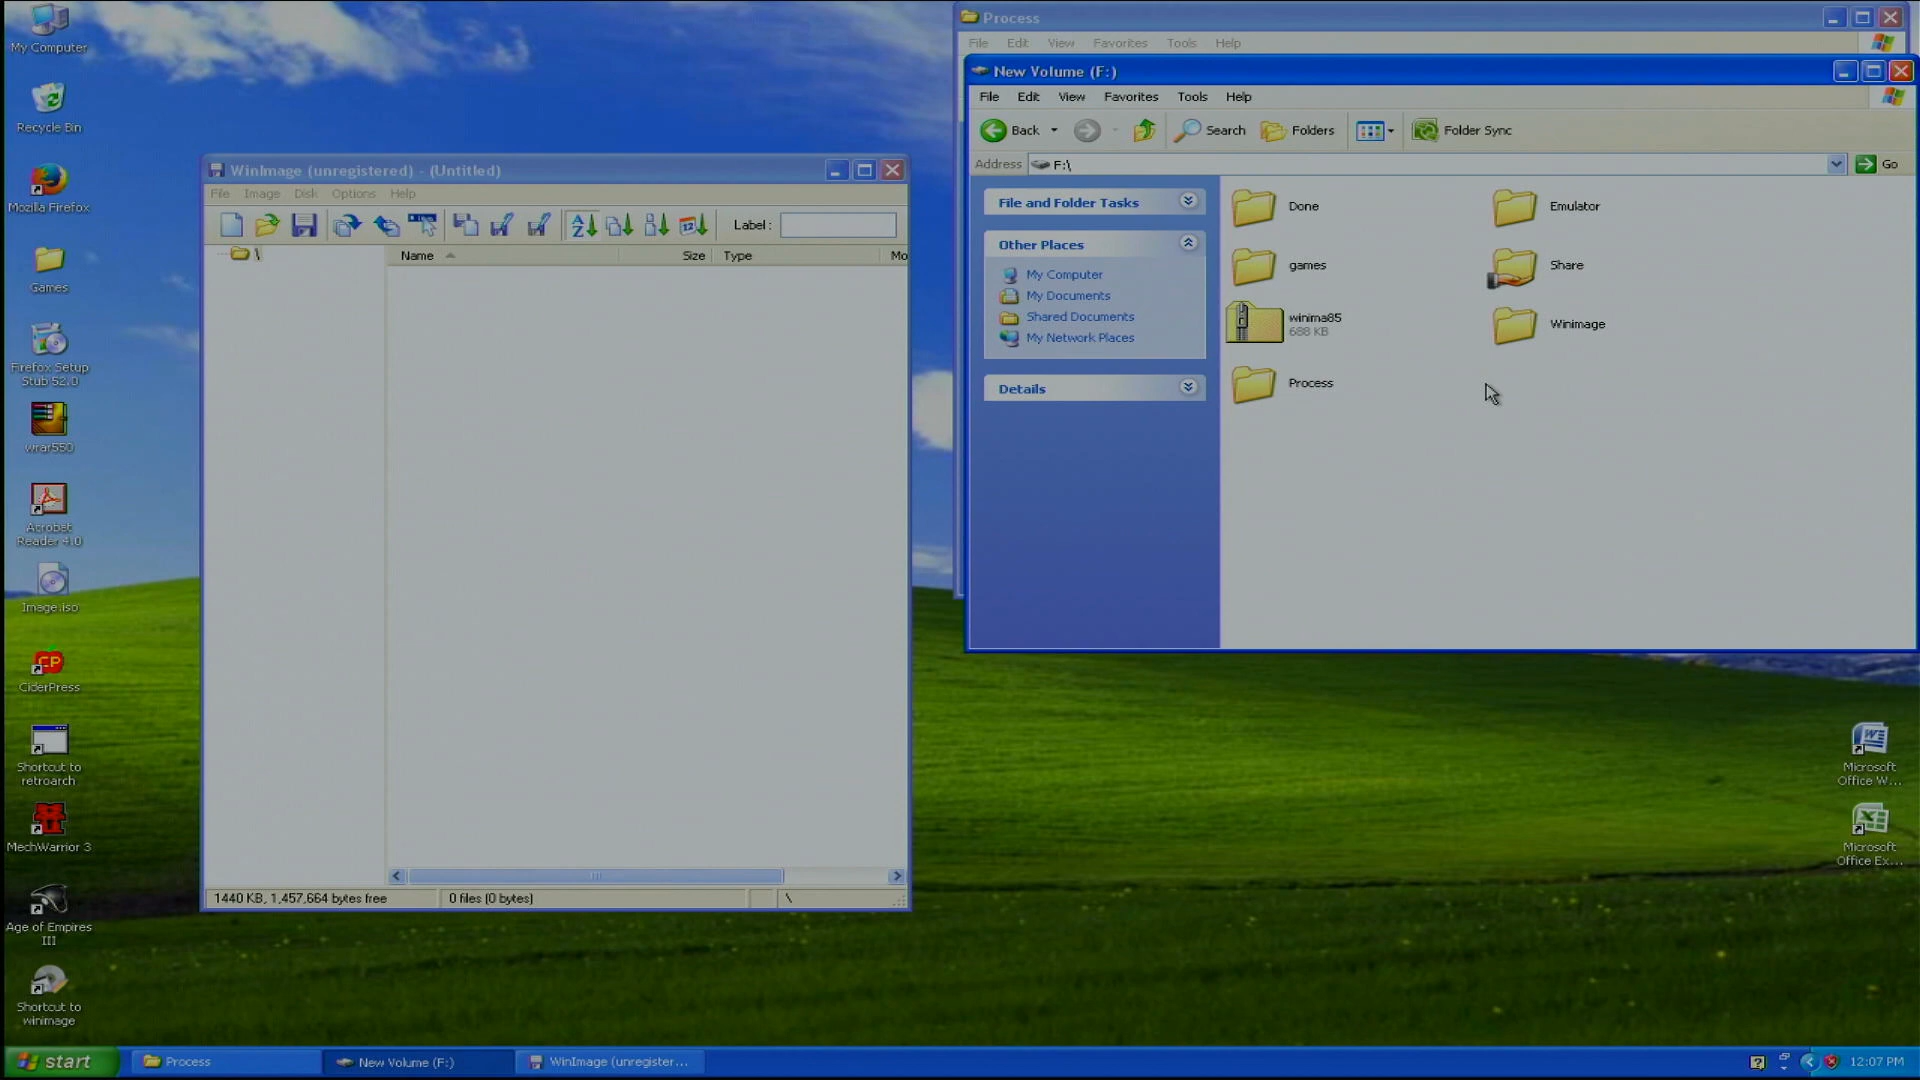 My Computer
Recycle Bin
Mozilla Firefox
Games
Firefox Setup
Stub 52.0
wrar550
Acrobat
Reader 4.0
Image.iso
CP
CiderPress
Shortcut to
retroarch
MechWarrior 3
Age of Empires
III
Shortcut to
winimage
WinImage (unregistered) - (Untitled)
File Image Disk Options Help
Label :
\
Name Size Type Mo
1440 KB, 1,457,664 bytes free 0 files (0 bytes) \
Process
File Edit View Favorites Tools Help
New Volume (F:)
File Edit View Favorites Tools Help
Back Search Folders Folder Sync
Address F:\ Go
File and Folder Tasks
Other Places
My Computer
My Documents
Shared Documents
My Network Places
Details
Done
Emulator
games
Share
winima85
688 KB
Winimage
Process
Microsoft
Office W...
Microsoft
Office Ex...
start Process New Volume (F:) WinImage (unregister... 12:07 PM